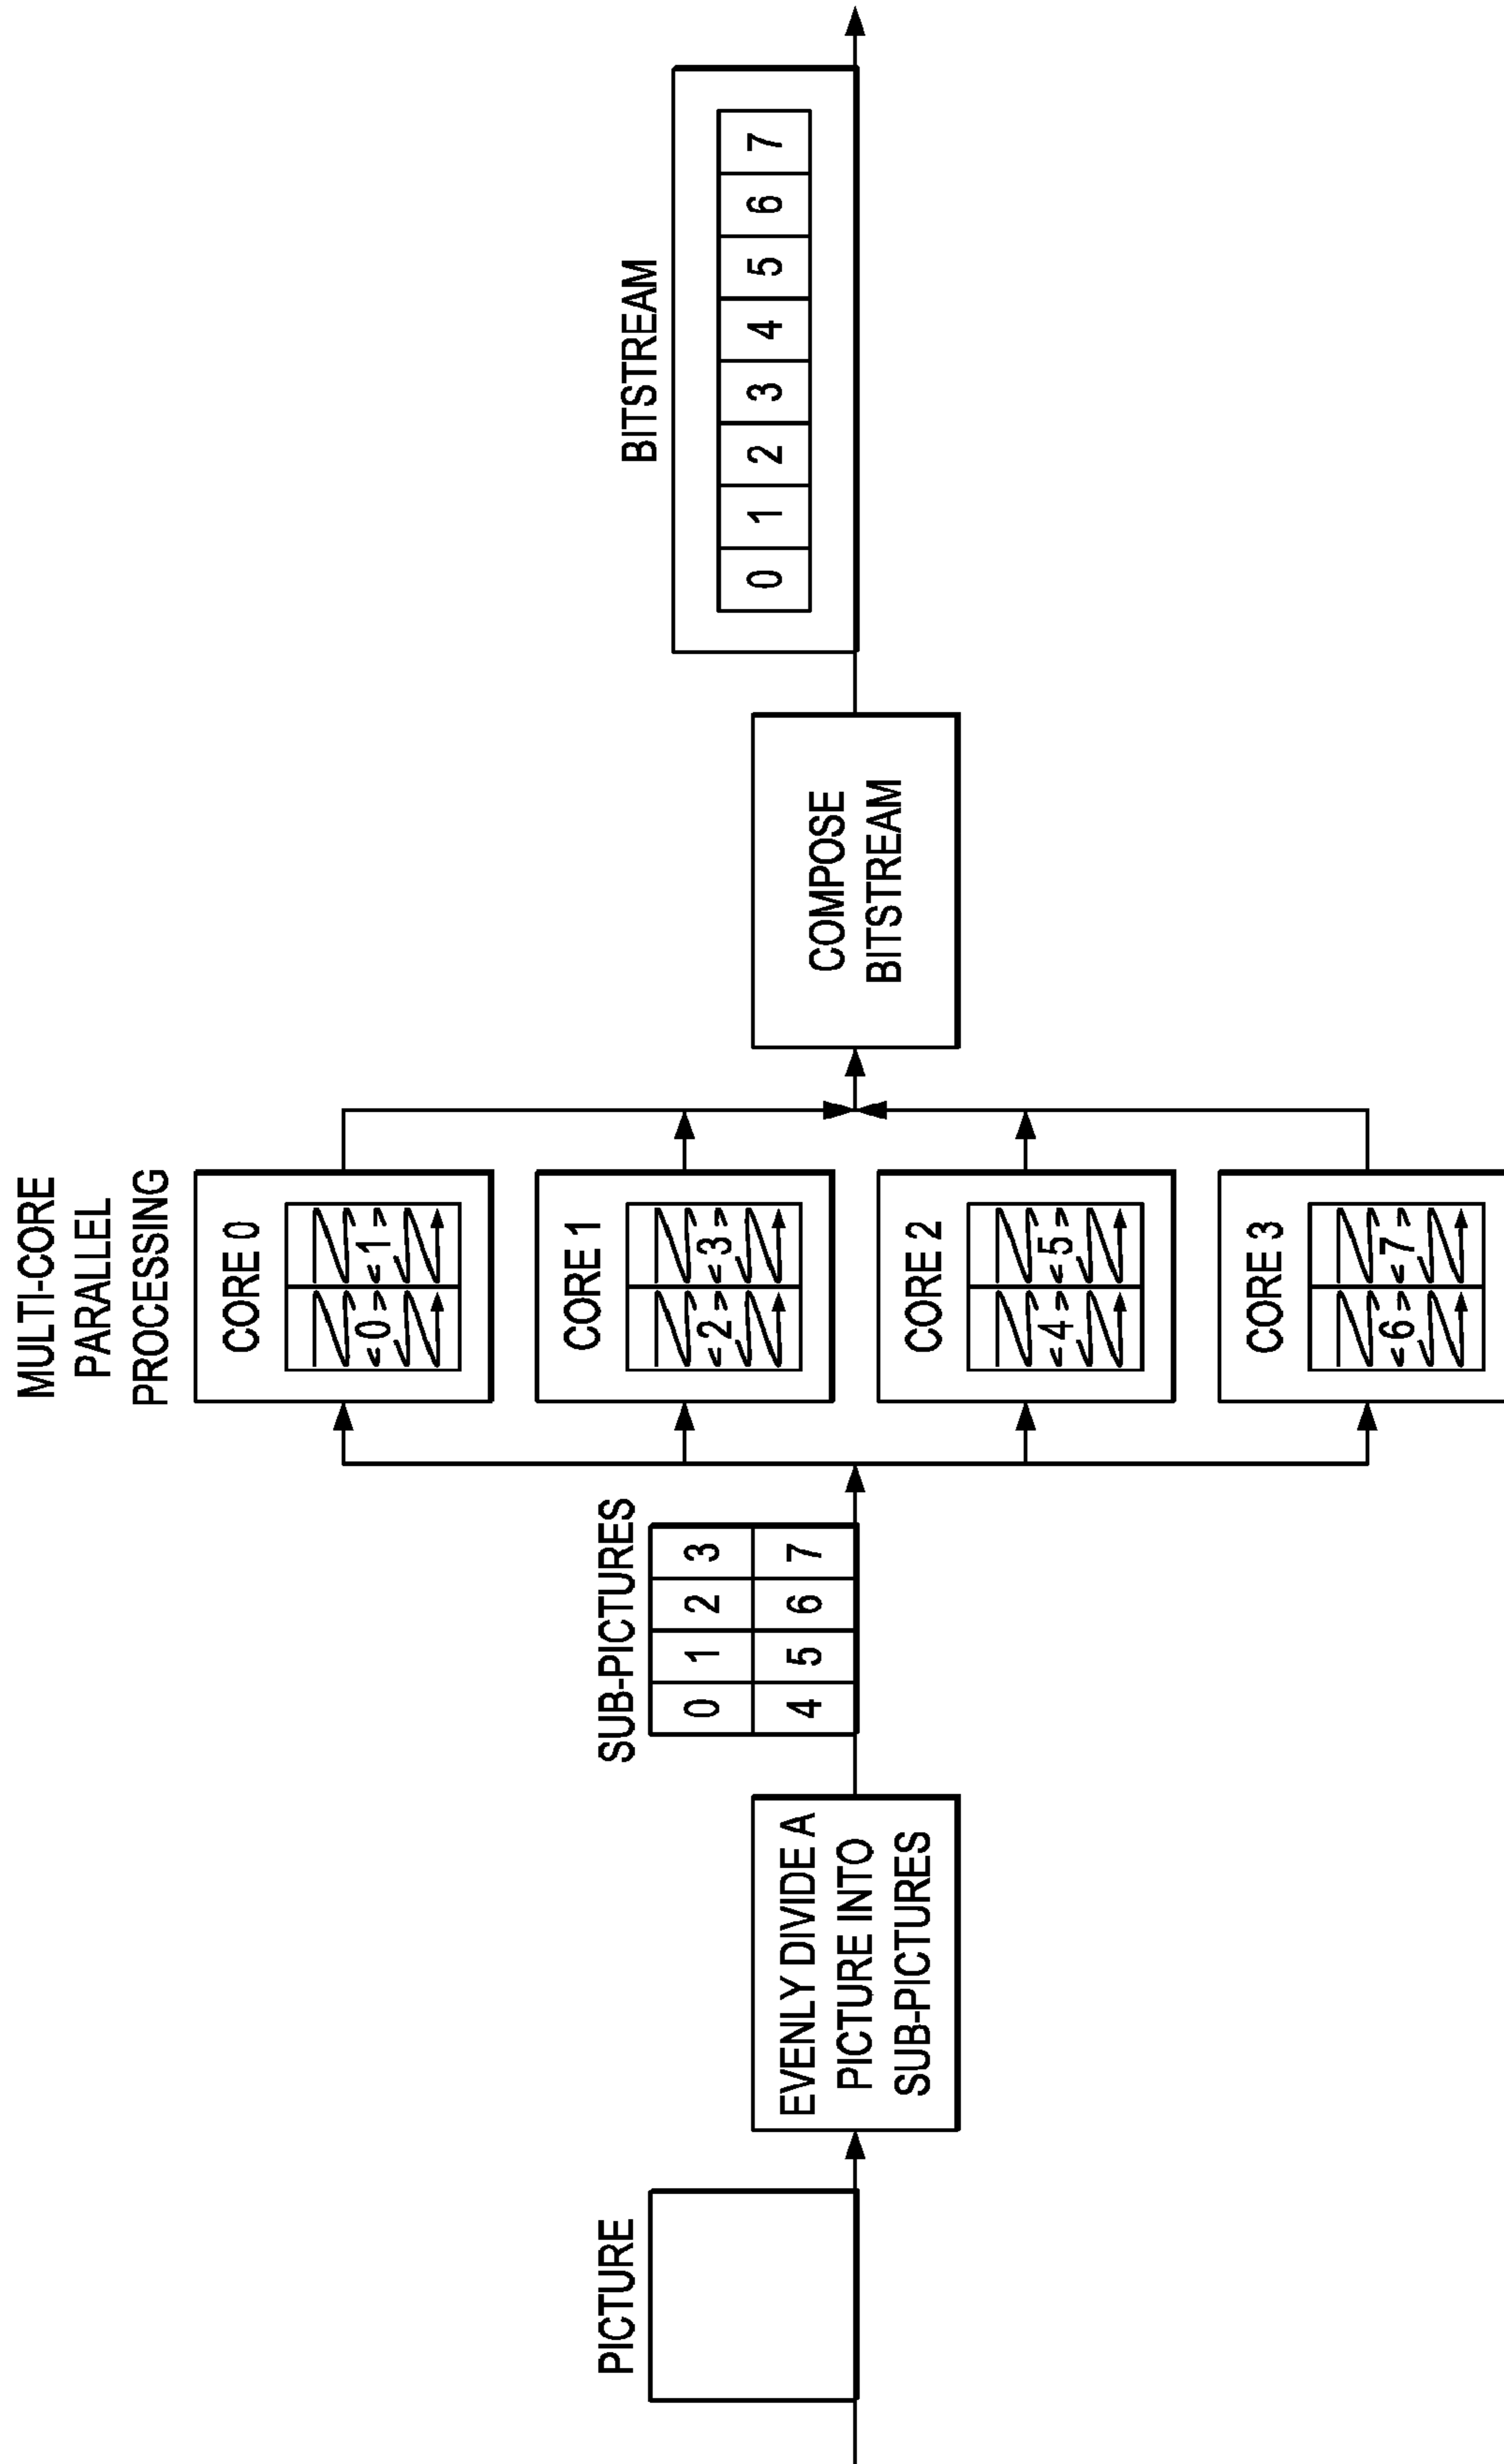 PICTURE
EVENLY DIVIDE A
PICTURE INTO
SUB-PICTURES
SUB-PICTURES
0 1 2 3
4 5 6 7
MULTI-CORE
PARALLEL
PROCESSING
CORE 0
0 1
CORE 1
2 3
CORE 2
4 5
CORE 3
6 7
COMPOSE
BITSTREAM
BITSTREAM
0 1 2 3 4 5 6 7